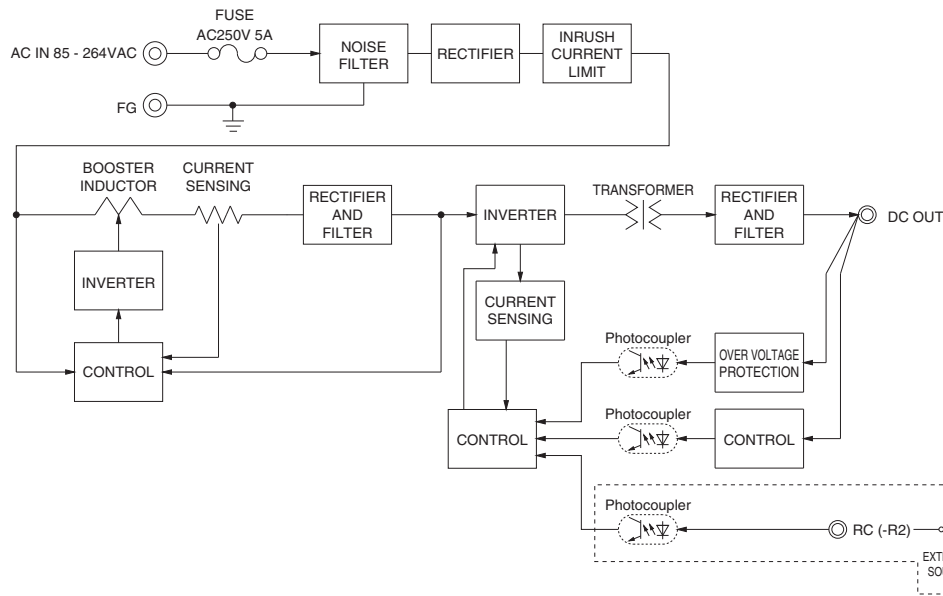 FUSE
AC250V 5A
AC IN 85 - 264VAC
NOISE
FILTER
RECTIFIER
INRUSH
CURRENT
LIMIT
FG
BOOSTER
INDUCTOR
CURRENT
SENSING
RECTIFIER
AND
FILTER
INVERTER
TRANSFORMER
RECTIFIER
AND
FILTER
DC OUT
INVERTER
CURRENT
SENSING
CONTROL
Photocoupler
OVER VOLTAGE
PROTECTION
Photocoupler
CONTROL
CONTROL
Photocoupler
RC (-R2)